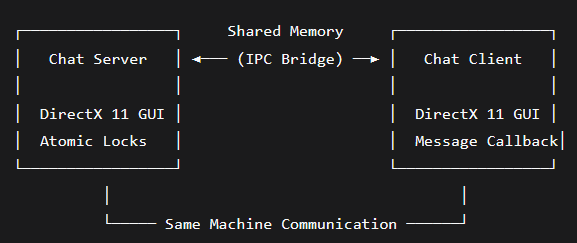 Shared Memory
Chat Server ◄── (IPC Bridge) ──► Chat Client
DirectX 11 GUI DirectX 11 GUI
Atomic Locks Message Callback
Same Machine Communication